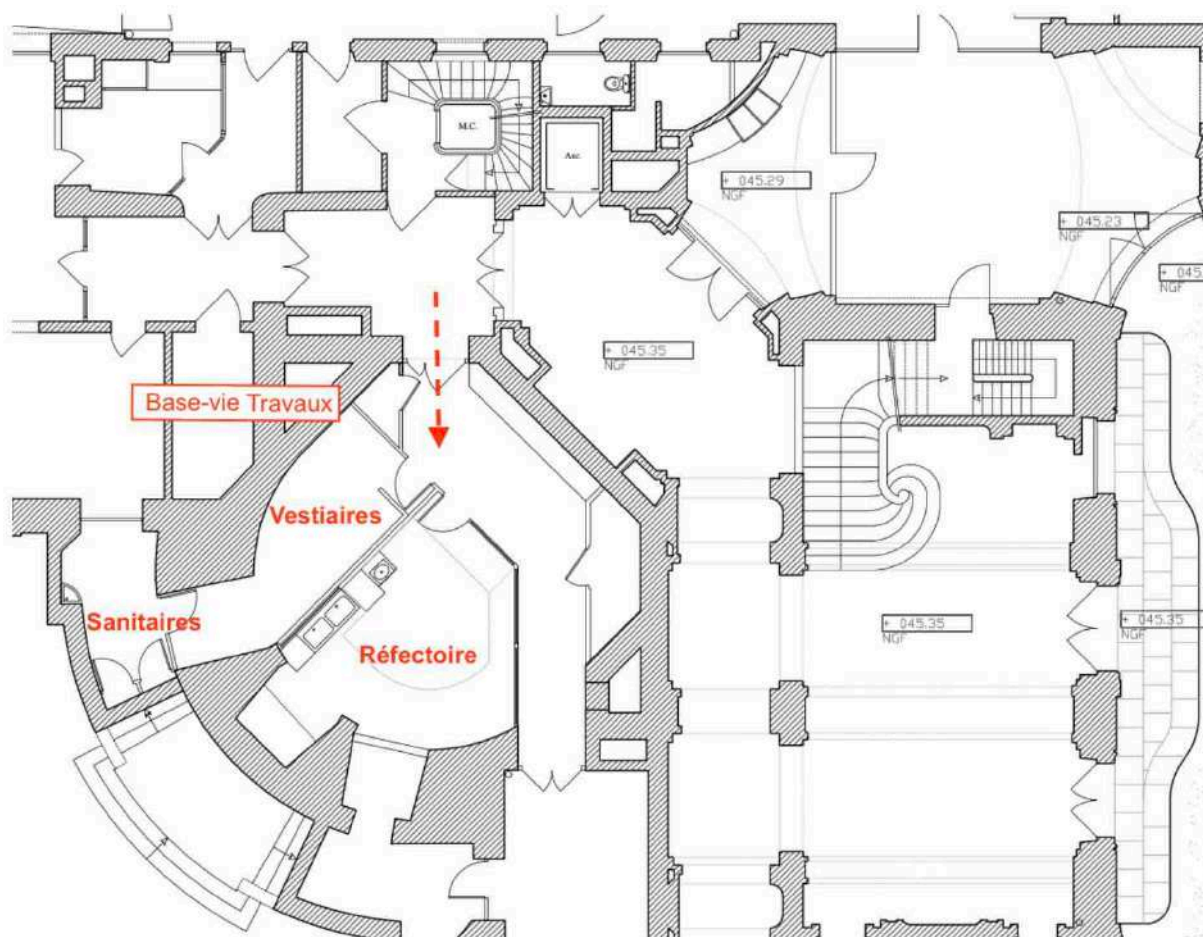 M.C.
Asc.
+ 045.29
NGF
+ 045.23
NGF
+ 045.
+ 045.35
NGF
Base-vie Travaux
Vestiaires
Sanitaires
Réfectoire
+ 045.35
NGF
+ 045.35
NGF